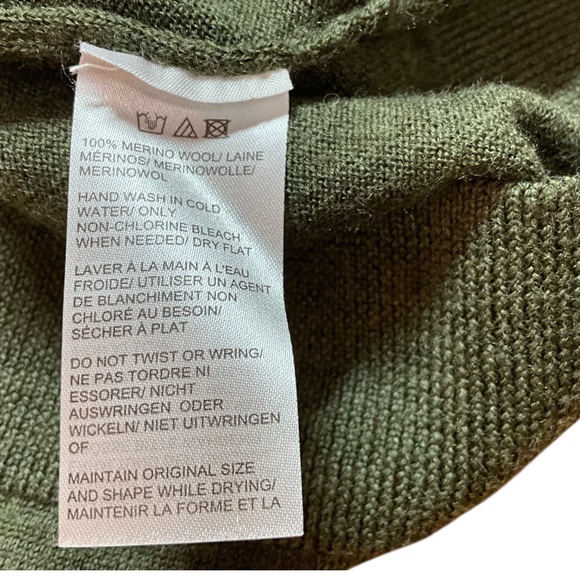 100% MERINO WOOL/ LAINE
MÉRINOS/ MERINOWOLLE/
MERINOWOL
HAND WASH IN COLD
WATER/ ONLY
NON-CHLORINE BLEACH
WHEN NEEDED/ DRY FLAT
LAVER À LA MAIN À L'EAU
FROIDE/ UTILISER UN AGENT
DE BLANCHIMENT NON
CHLORÉ AU BESOIN/
SÉCHER À PLAT
DO NOT TWIST OR WRING/
NE PAS TORDRE NI
ESSORER/ NICHT
AUSWRINGEN ODER
WICKELN/ NIET UITWRINGEN
OF
MAINTAIN ORIGINAL SIZE
AND SHAPE WHILE DRYING/
MAINTENIR LA FORME ET LA